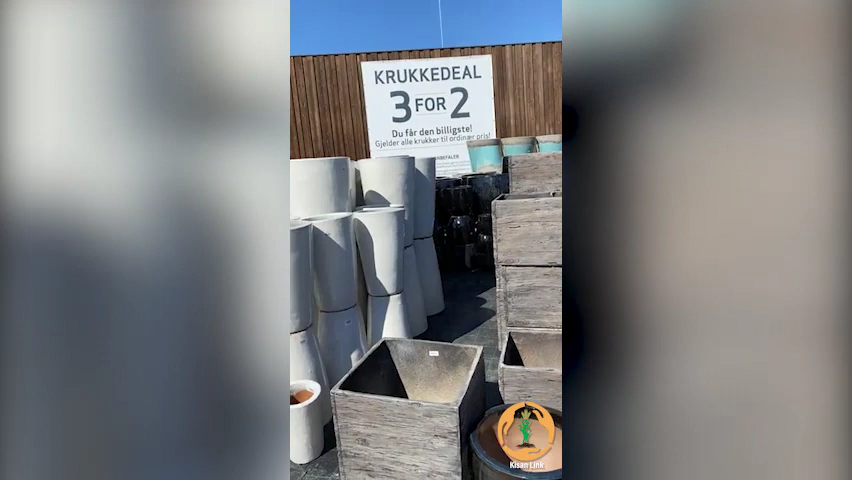 KRUKKEDEAL
3 FOR 2
Du får den billigste!
Gjelder alle krukker til ordinær pris!
Kisan Link